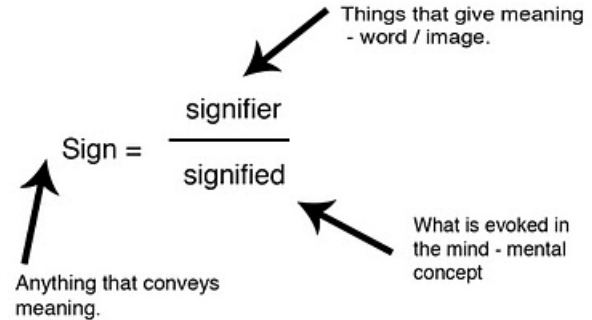 Things that give meaning
- word / image.
signifier
Sign =
signified
What is evoked in
the mind - mental
concept
Anything that conveys
meaning.